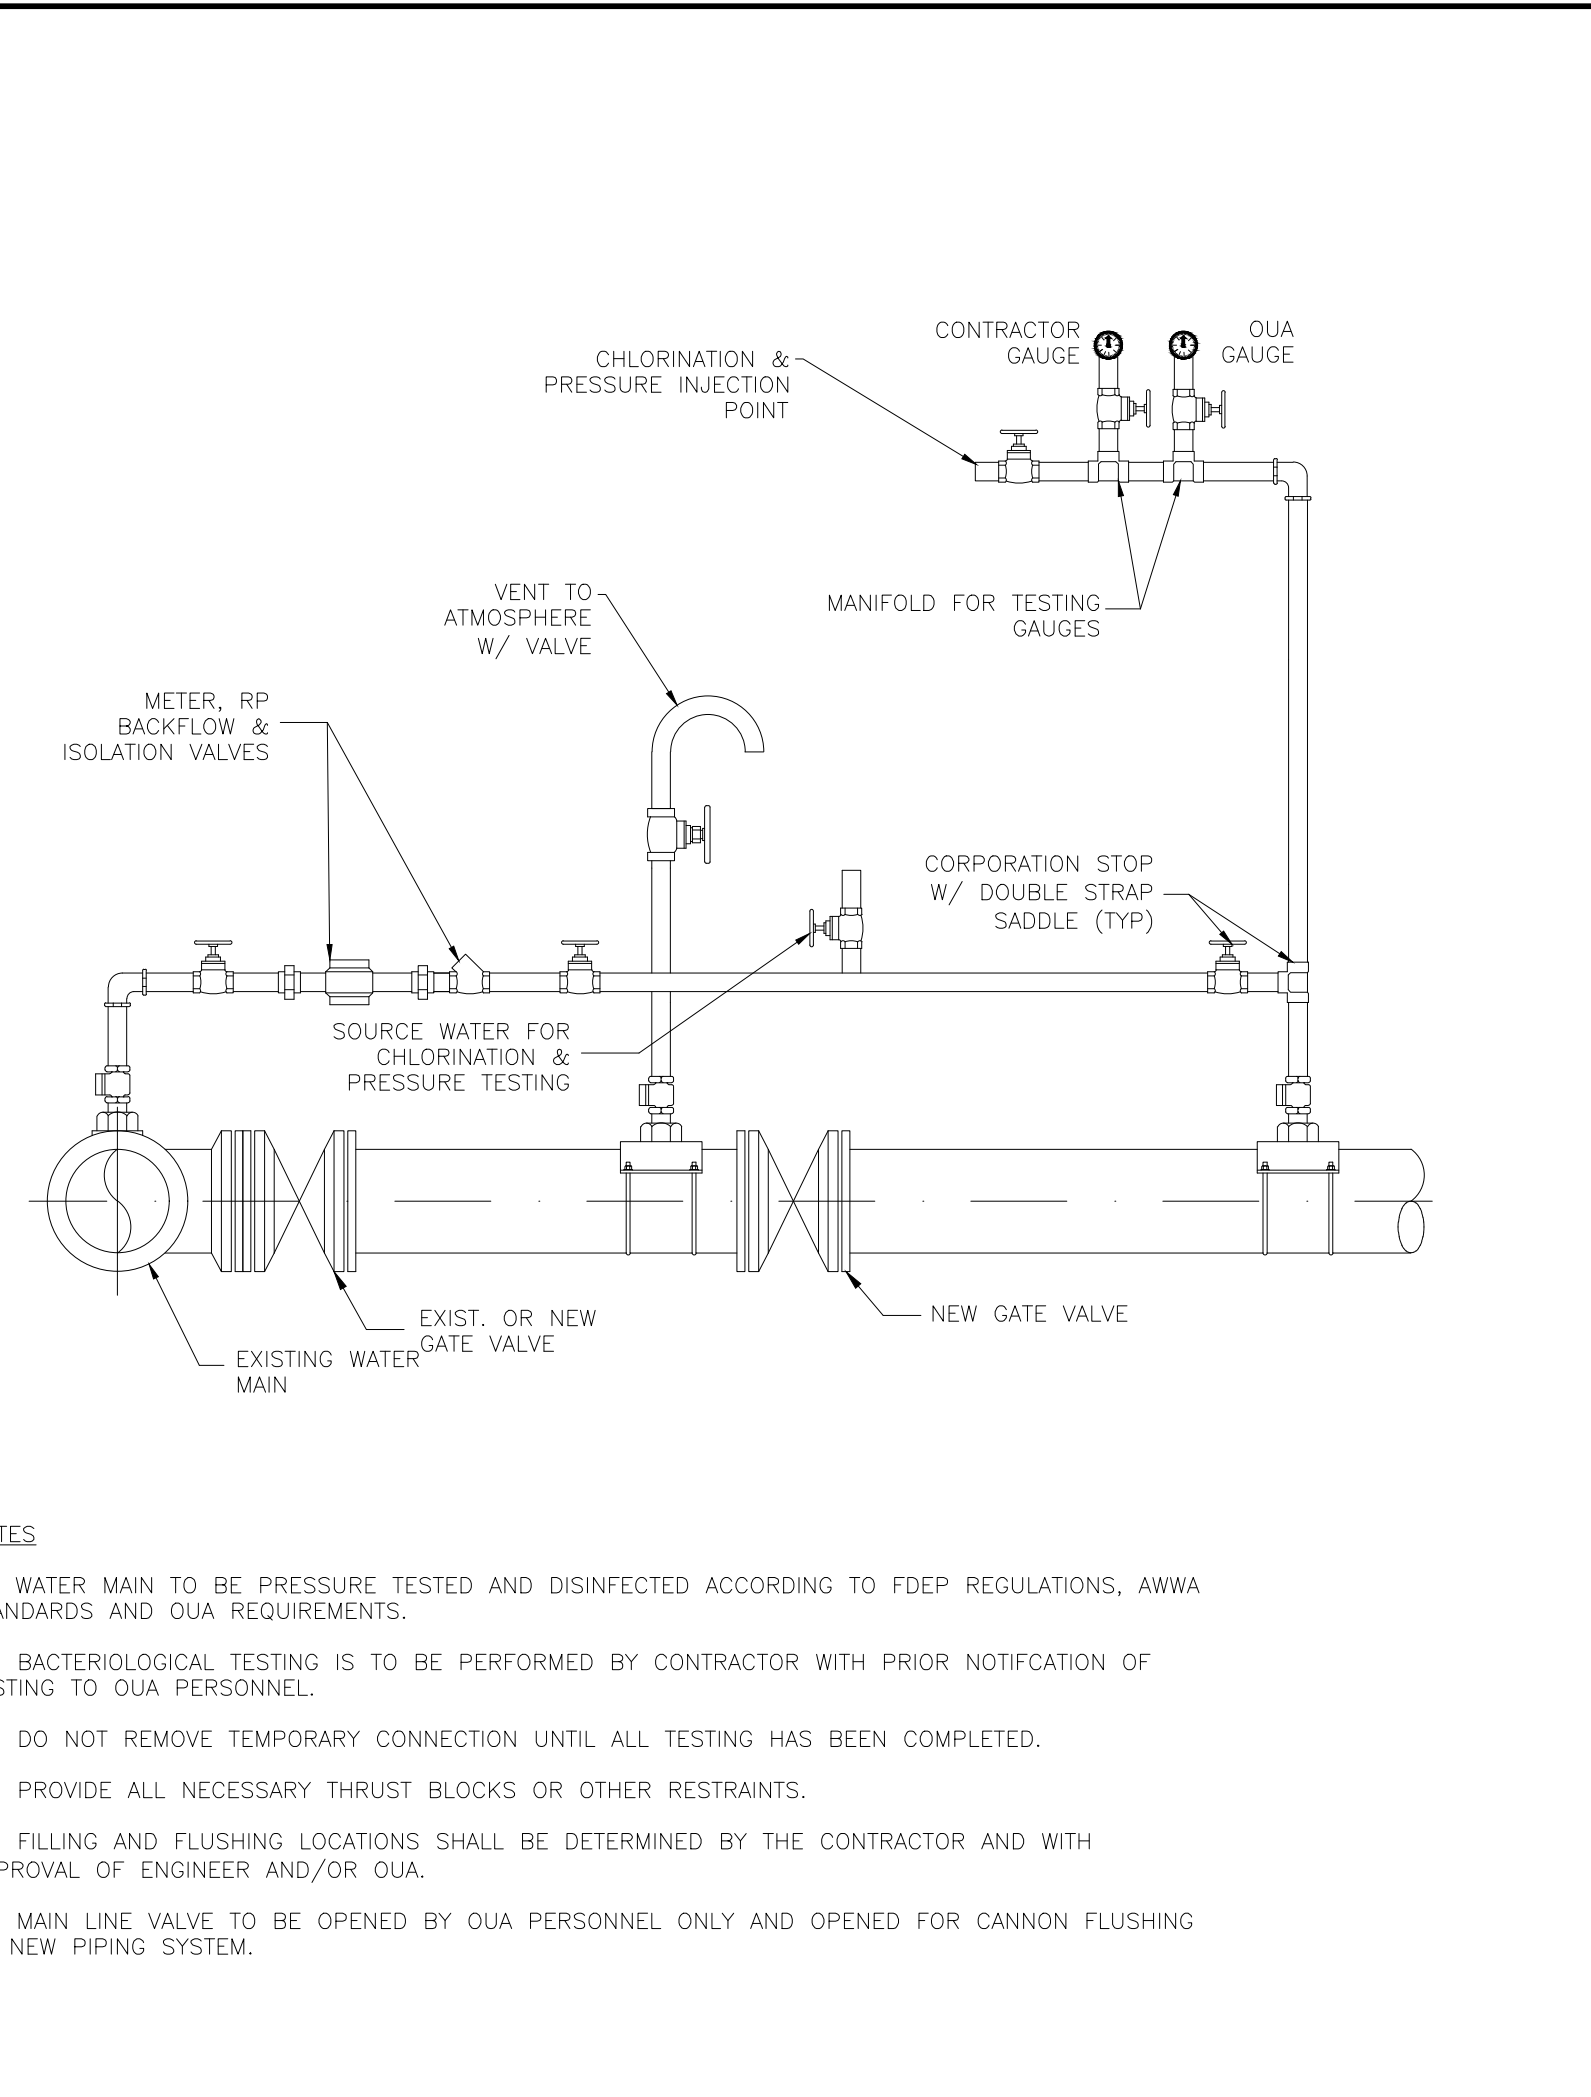 CONTRACTOR
GAUGE
OUA
GAUGE
CHLORINATION &
PRESSURE INJECTION
POINT
VENT TO
ATMOSPHERE
W/ VALVE
MANIFOLD FOR TESTING
GAUGES
METER, RP
BACKFLOW &
ISOLATION VALVES
CORPORATION STOP
W/ DOUBLE STRAP
SADDLE (TYP)
SOURCE WATER FOR
CHLORINATION &
PRESSURE TESTING
EXIST. OR NEW
GATE VALVE
NEW GATE VALVE
EXISTING WATER
MAIN
TES
WATER MAIN TO BE PRESSURE TESTED AND DISINFECTED ACCORDING TO FDEP REGULATIONS, AWWA
ANDARDS AND OUA REQUIREMENTS.
BACTERIOLOGICAL TESTING IS TO BE PERFORMED BY CONTRACTOR WITH PRIOR NOTIFCATION OF
STING TO OUA PERSONNEL.
DO NOT REMOVE TEMPORARY CONNECTION UNTIL ALL TESTING HAS BEEN COMPLETED.
PROVIDE ALL NECESSARY THRUST BLOCKS OR OTHER RESTRAINTS.
FILLING AND FLUSHING LOCATIONS SHALL BE DETERMINED BY THE CONTRACTOR AND WITH
PROVAL OF ENGINEER AND/OR OUA.
MAIN LINE VALVE TO BE OPENED BY OUA PERSONNEL ONLY AND OPENED FOR CANNON FLUSHING
NEW PIPING SYSTEM.